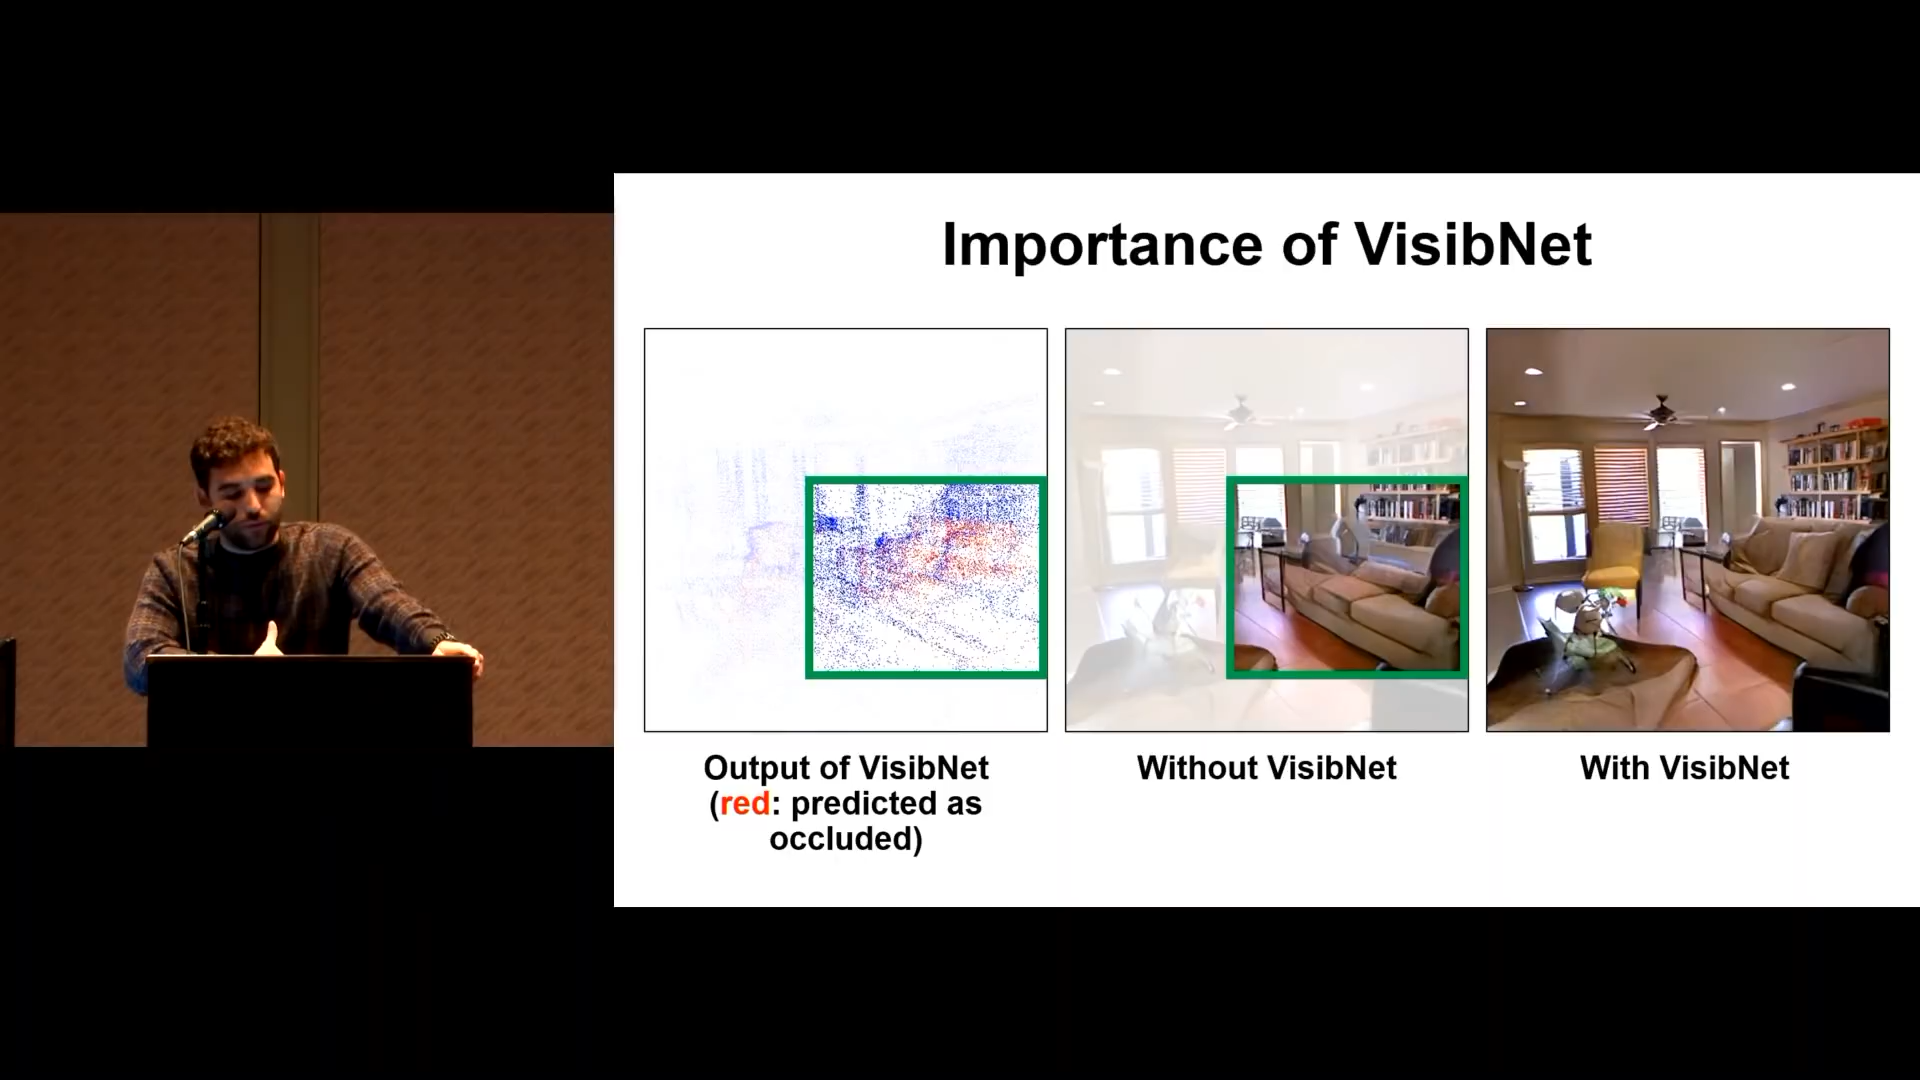 Importance of VisibNet
Output of VisibNet
(red: predicted as
occluded)
Without VisibNet
With VisibNet